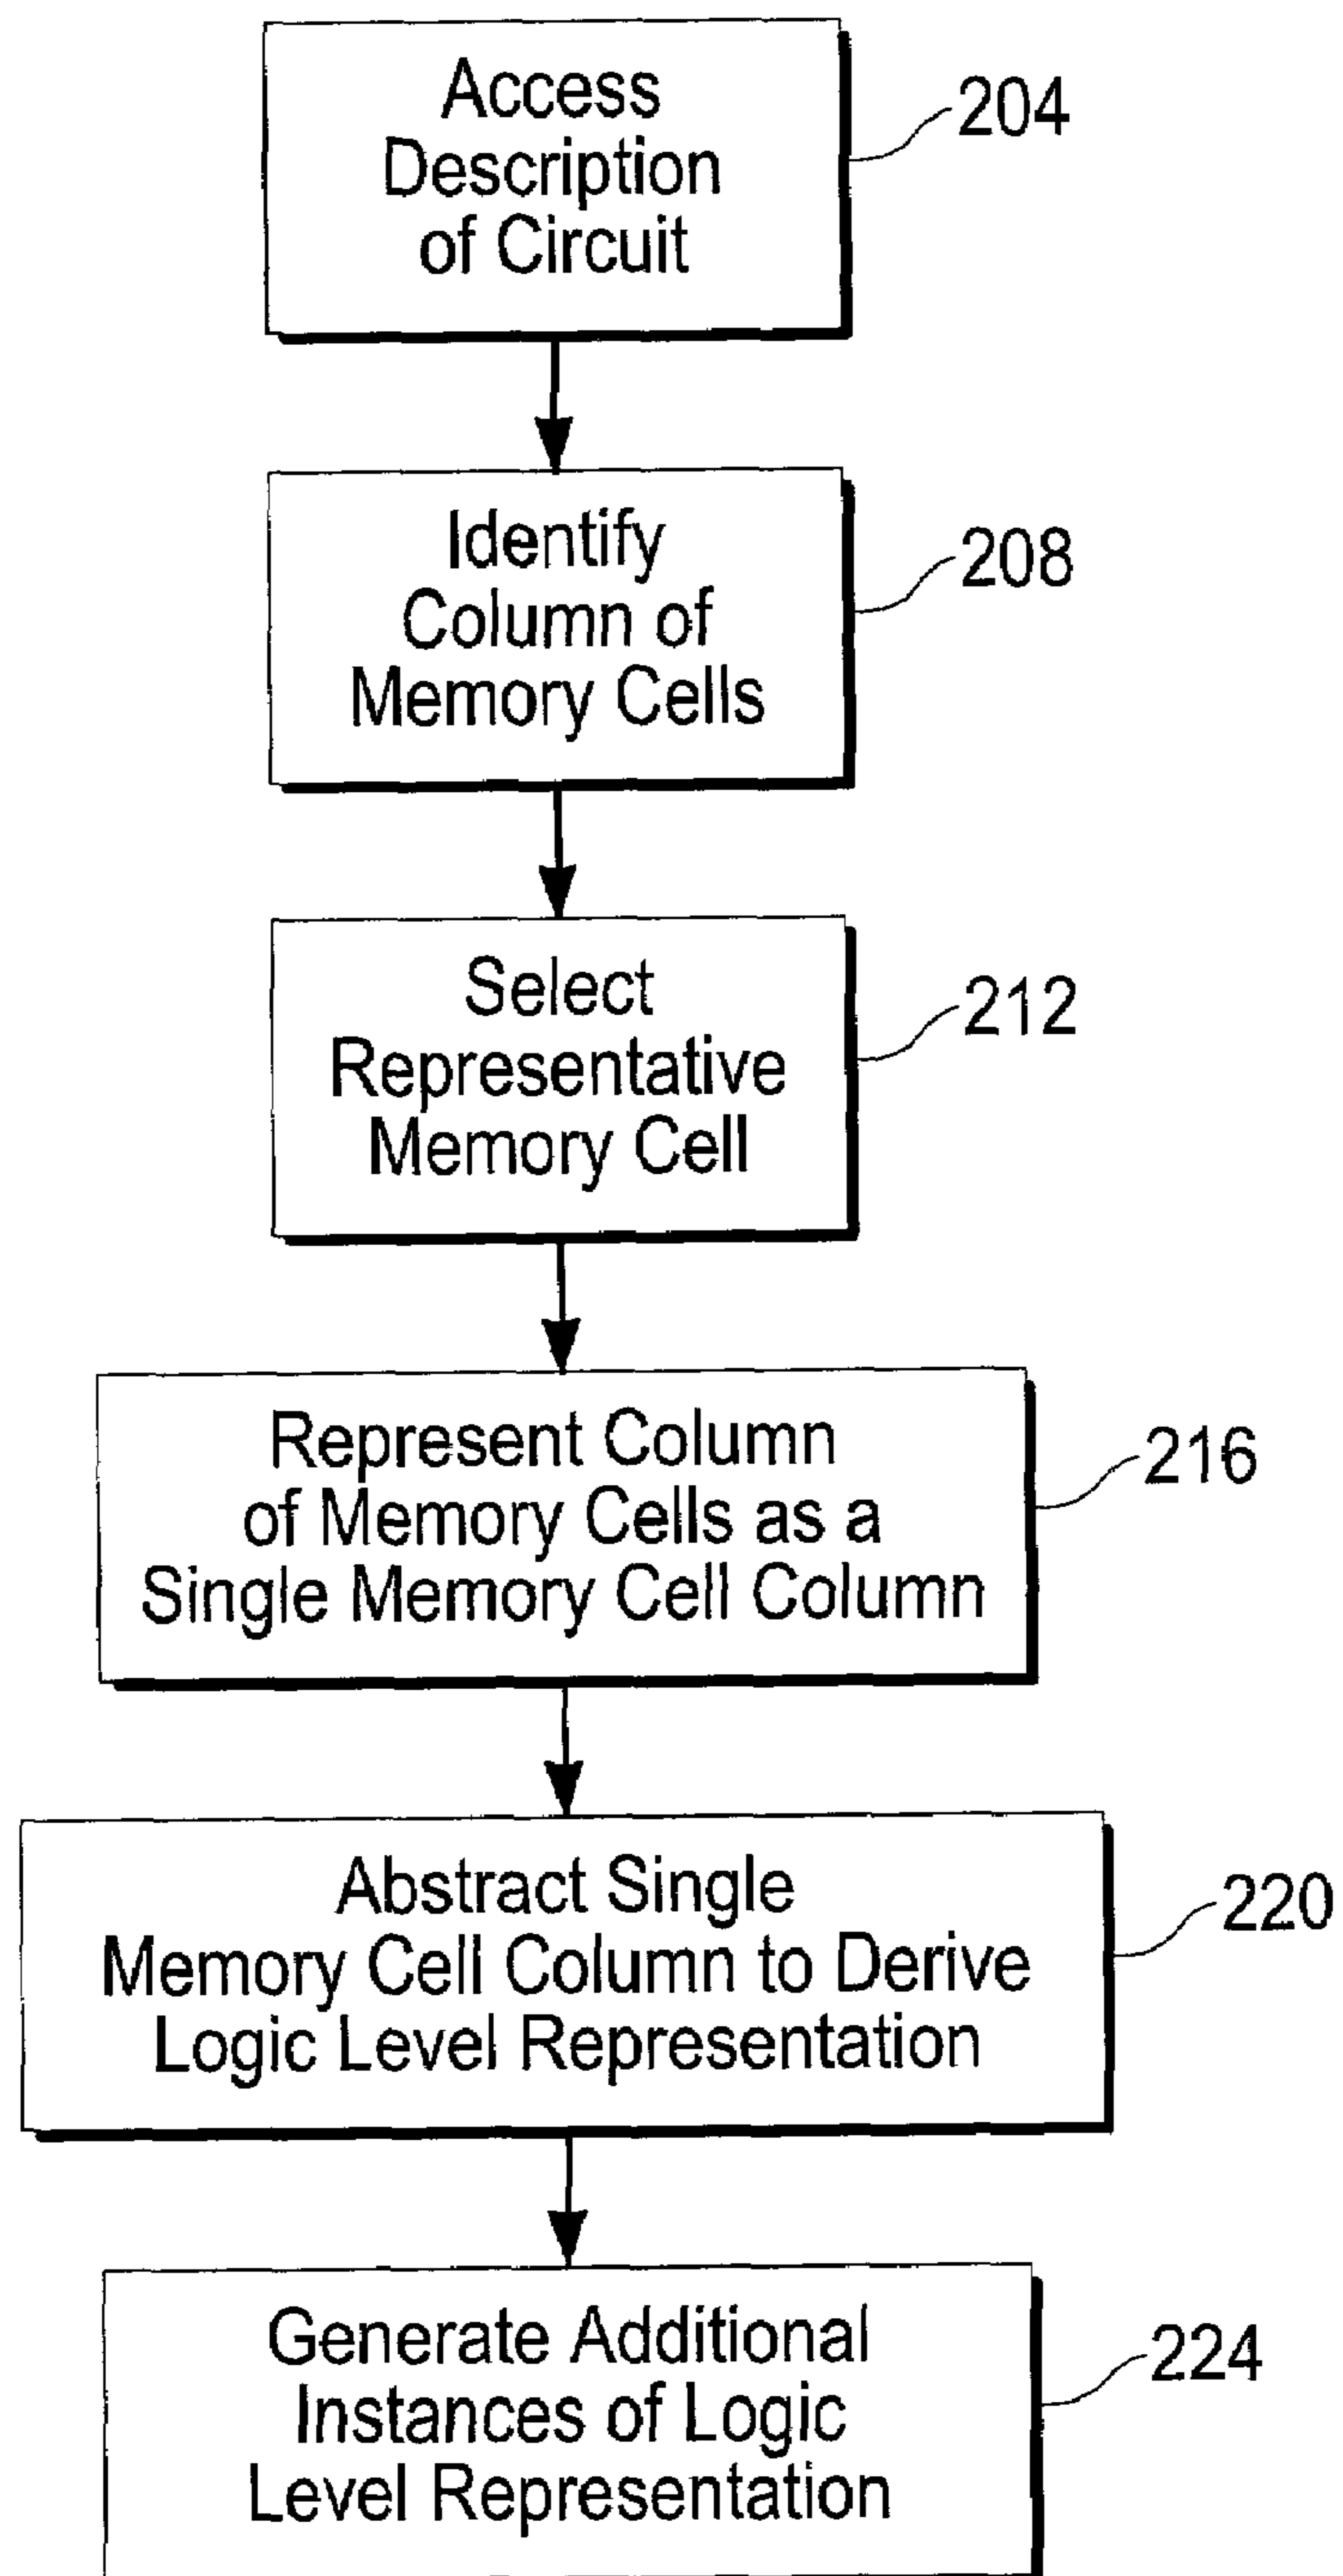 Access
Description
of Circuit
204
Identify
Column of
Memory Cells
208
Select
Representative
Memory Cell
212
Represent Column
of Memory Cells as a
Single Memory Cell Column
216
Abstract Single
Memory Cell Column to Derive
Logic Level Representation
220
Generate Additional
Instances of Logic
Level Representation
224